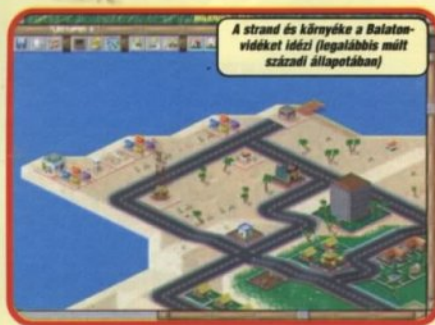 A strand és környéke a Balaton-
vidéket idézi (legalábbis múlt
századi állapotában)